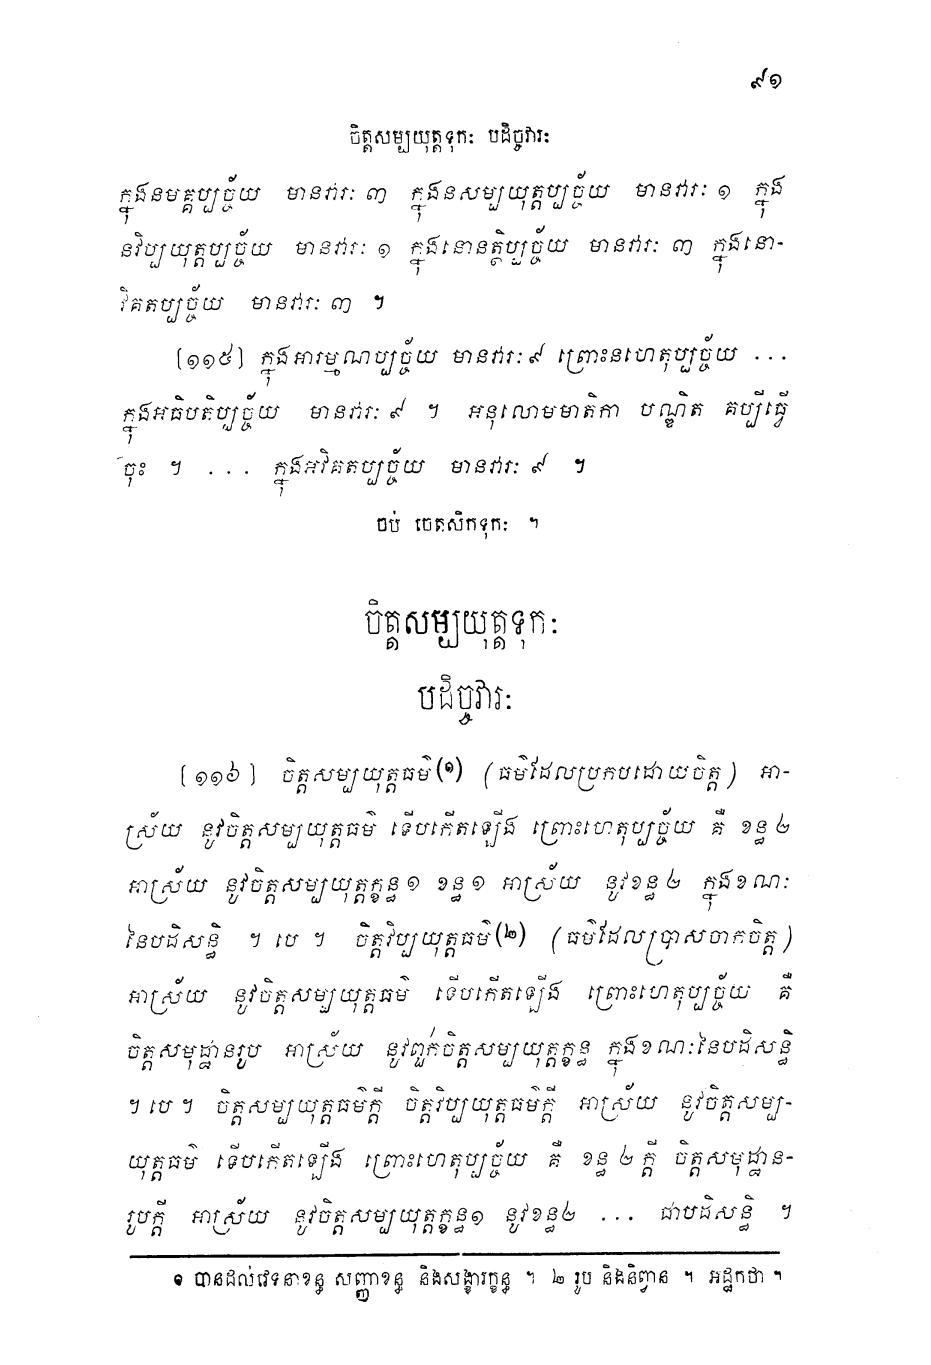 ៩១
ចិត្តសម្បយុត្តទុកៈ បដិច្ចវារៈ
ក្នុងនមគ្គប្បច្ច័យ មានវារៈ ៣ ក្នុងនសម្បយុត្តប្បច្ច័យ មានវារៈ ១ ក្នុង
នវិប្បយុត្តប្បច្ច័យ មានវារៈ ១ ក្នុងនោនត្ថិប្បច្ច័យ មានវារៈ ៣ ក្នុងនោ-
វិគតប្បច្ច័យ មានវារៈ ៣ ។
[១១៥] ក្នុងអារម្មណប្បច្ច័យ មានវារៈ ៩ ព្រោះនហេតុប្បច្ច័យ ...
ក្នុងអធិបតិប្បច្ច័យ មានវារៈ ៩ ។ អនុលោមមាតិកា បណ្ឌិត គប្បីធ្វើ
ចុះ ។ ... ក្នុងអវិគតប្បច្ច័យ មានវារៈ ៩ ។
ចប់ ចេតសិកទុកៈ ។
ចិត្តសម្បយុត្តទុកៈ
បដិច្ចវារៈ
[១១៦] ចិត្តសម្បយុត្តធម៌(១) (ធម៌ដែលប្រកបដោយចិត្ត) អា-
ស្រ័យ នូវចិត្តសម្បយុត្តធម៌ ទើបកើតឡើង ព្រោះហេតុប្បច្ច័យ គឺ ខន្ធ ២
អាស្រ័យ នូវចិត្តសម្បយុត្តក្ខន្ធ ១ ខន្ធ ១ អាស្រ័យ នូវខន្ធ ២ ក្នុងខណៈ
នៃបដិសន្ធិ ។ បេ ។ ចិត្តវិប្បយុត្តធម៌(២) (ធម៌ដែលប្រាសចាកចិត្ត)
អាស្រ័យ នូវចិត្តសម្បយុត្តធម៌ ទើបកើតឡើង ព្រោះហេតុប្បច្ច័យ គឺ
ចិត្តសមុដ្ឋានរូប អាស្រ័យ នូវពួកចិត្តសម្បយុត្តក្ខន្ធ ក្នុងខណៈនៃបដិសន្ធិ
។ បេ ។ ចិត្តសម្បយុត្តធម៌ក្តី ចិត្តវិប្បយុត្តធម៌ក្តី អាស្រ័យ នូវចិត្តសម្ប-
យុត្តធម៌ ទើបកើតឡើង ព្រោះហេតុប្បច្ច័យ គឺ ខន្ធ ២ ក្តី ចិត្តសមុដ្ឋាន-
រូបក្តី អាស្រ័យ នូវចិត្តសម្បយុត្តក្ខន្ធ១ នូវខន្ធ២ ... ជាបដិសន្ធិ ។
១ បានដល់វេទនាខន្ធ សញ្ញាខន្ធ និងសង្ខារក្ខន្ធ ។ ២ រូប និងនិព្វាន ។ អដ្ឋកថា ។